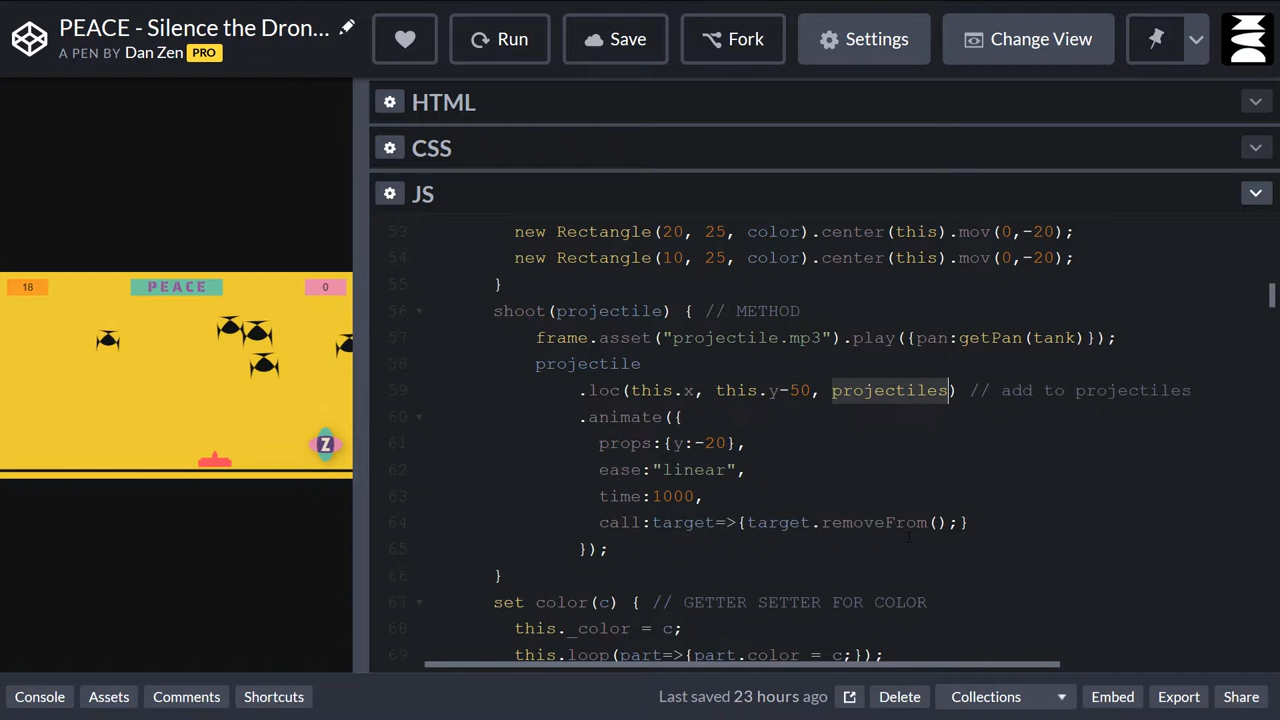 PEACE - Silence the Dron...
A PEN BY Dan Zen PRO
Run
Save
Fork
Settings
Change View
HTML
CSS
JS
18
PEACE
0
Z
53 new Rectangle(20, 25, color).center(this).mov(0,-20);
54 new Rectangle(10, 25, color).center(this).mov(0,-20);
55 }
56 shoot(projectile) { // METHOD
57 frame.asset("projectile.mp3").play({pan:getPan(tank)});
58 projectile
59 .loc(this.x, this.y-50, projectiles) // add to projectiles
60 .animate({
61 props:{y:-20},
62 ease:"linear",
63 time:1000,
64 call:target=>{target.removeFrom();}
65 });
66 }
67 set color(c) { // GETTER SETTER FOR COLOR
68 this._color = c;
69 this.loop(part=>{part.color = c;});
Console
Assets
Comments
Shortcuts
Last saved 23 hours ago
Delete
Collections
Embed
Export
Share